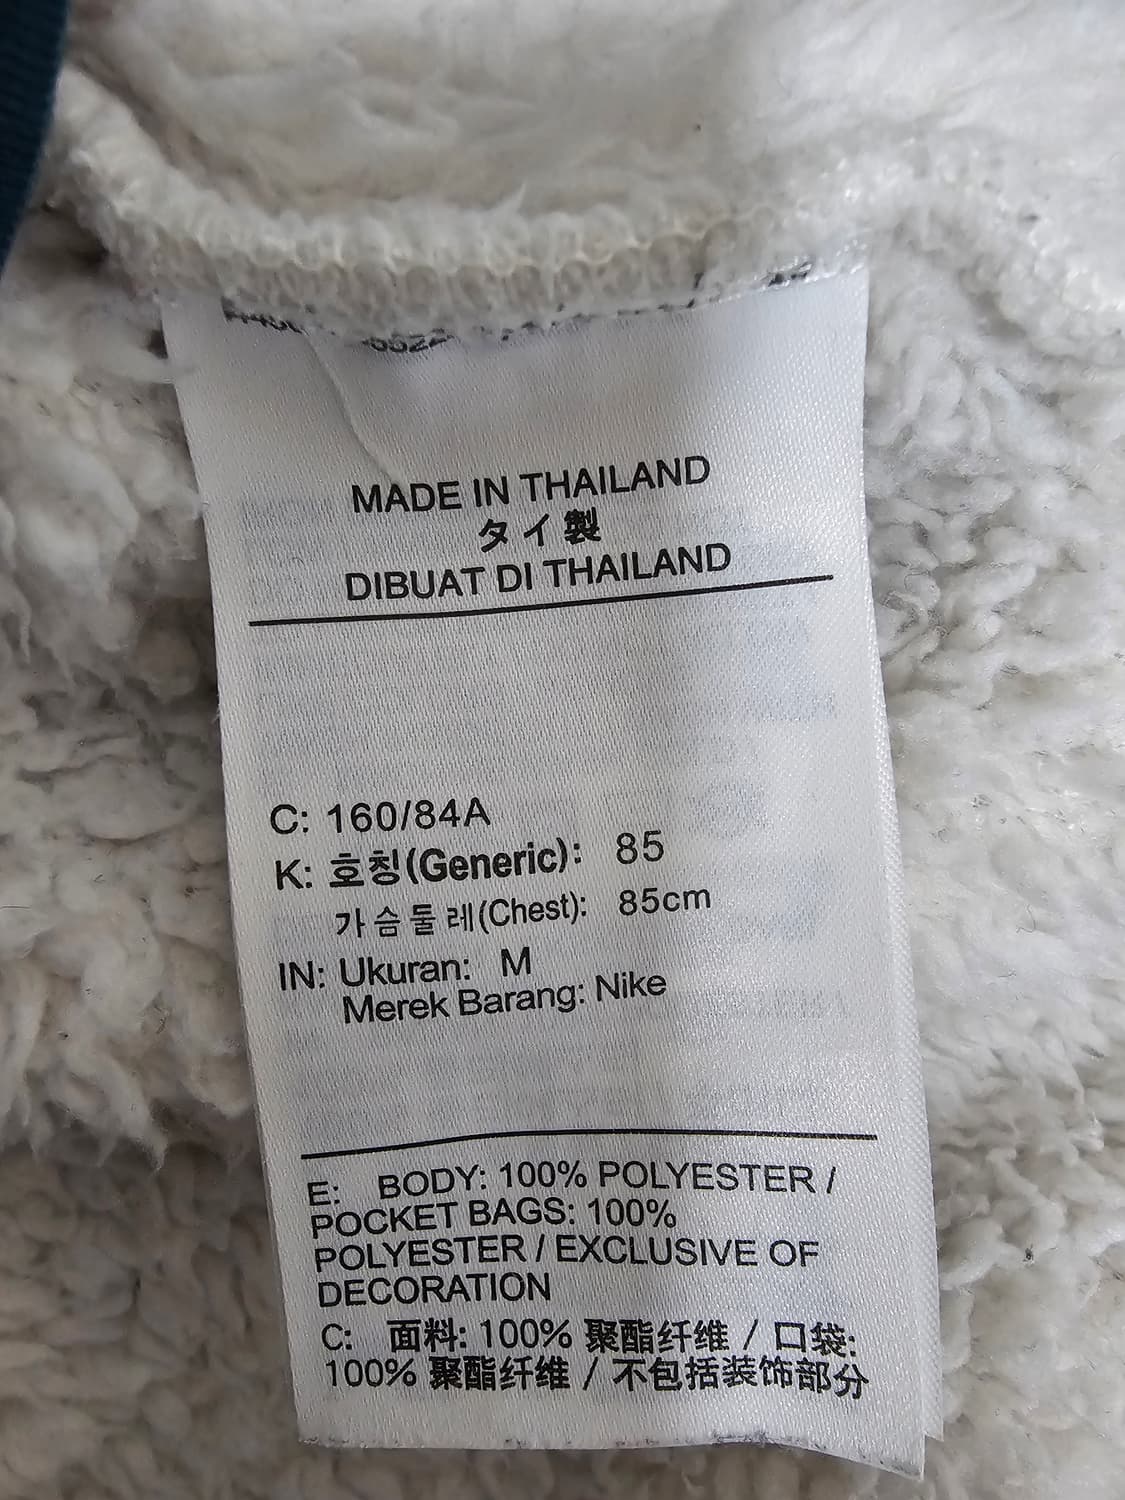 MADE IN THAILAND
タイ製
DIBUAT DI THAILAND
C: 160/84A
K: 호칭(Generic): 85
가슴둘레(Chest): 85cm
IN: Ukuran: M
Merek Barang: Nike
E: BODY: 100% POLYESTER /
POCKET BAGS: 100%
POLYESTER / EXCLUSIVE OF
DECORATION
C: 面料: 100% 聚酯纤维 / 口袋:
100% 聚酯纤维 / 不包括装饰部分